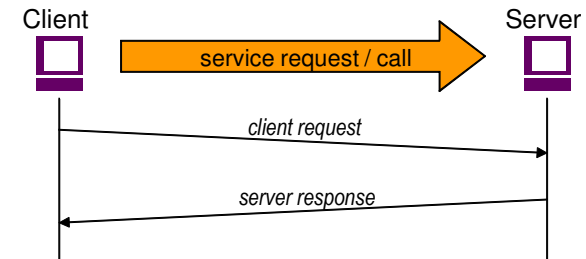 Client
Server
service request / call
client request
server response